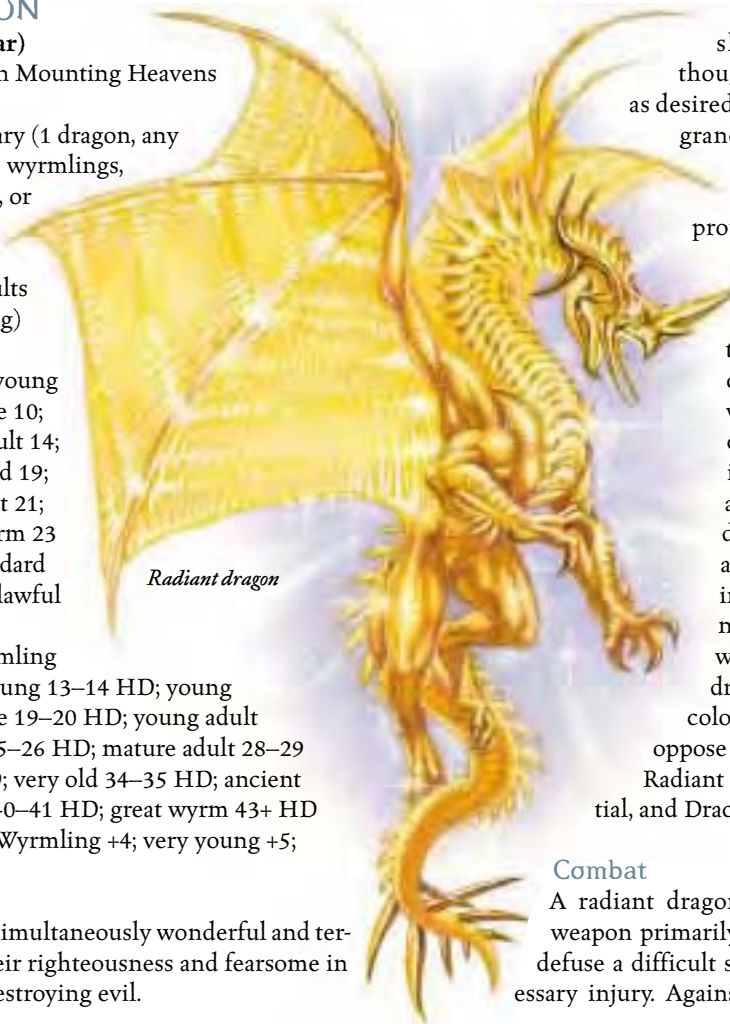 ON
ar)
n Mounting Heavens
ary (1 dragon, any
wyrmlings,
, or
lts
g)
young
e 10;
ult 14;
d 19;
t 21;
rm 23
dard
lawful
mling
ung 13–14 HD; young
e 19–20 HD; young adult
5–26 HD; mature adult 28–29
; very old 34–35 HD; ancient
0–41 HD; great wyrm 43+ HD
Wyrmling +4; very young +5;
simultaneously wonderful and ter-
eir righteousness and fearsome in
estroying evil.
Radiant dragon
thou
as desired
gran
pro
dr
colo
oppose
Radiant
tial, and Drac
Combat
A radiant drago
weapon primarily
defuse a difficult s
essary injury. Agains